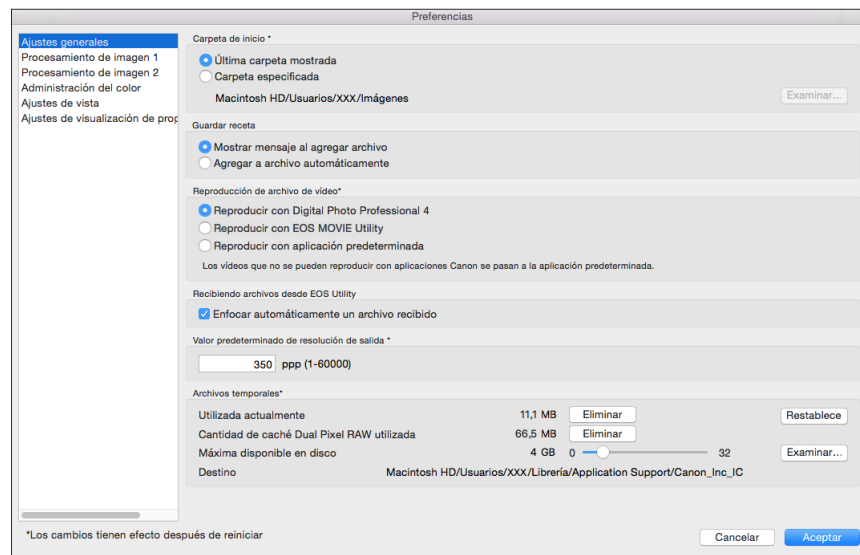 Preferencias
Ajustes generales
Procesamiento de imagen 1
Procesamiento de imagen 2
Administración del color
Ajustes de vista
Ajustes de visualización de prop
Carpeta de inicio *
Última carpeta mostrada
Carpeta especificada
Macintosh HD/Usuarios/XXX/Imágenes
Examinar...
Guardar receta
Mostrar mensaje al agregar archivo
Agregar a archivo automáticamente
Reproducción de archivo de vídeo*
Reproducir con Digital Photo Professional 4
Reproducir con EOS MOVIE Utility
Reproducir con aplicación predeterminada
Los vídeos que no se pueden reproducir con aplicaciones Canon se pasan a la aplicación predeterminada.
Recibiendo archivos desde EOS Utility
Enfocar automáticamente un archivo recibido
Valor predeterminado de resolución de salida *
350 ppp (1-60000)
Archivos temporales*
Utilizada actualmente 11,1 MB Eliminar Restablece
Cantidad de caché Dual Pixel RAW utilizada 66,5 MB Eliminar
Máxima disponible en disco 4 GB 0 32 Examinar...
Destino Macintosh HD/Usuarios/XXX/Librería/Application Support/Canon_Inc_IC
*Los cambios tienen efecto después de reiniciar
Cancelar Aceptar